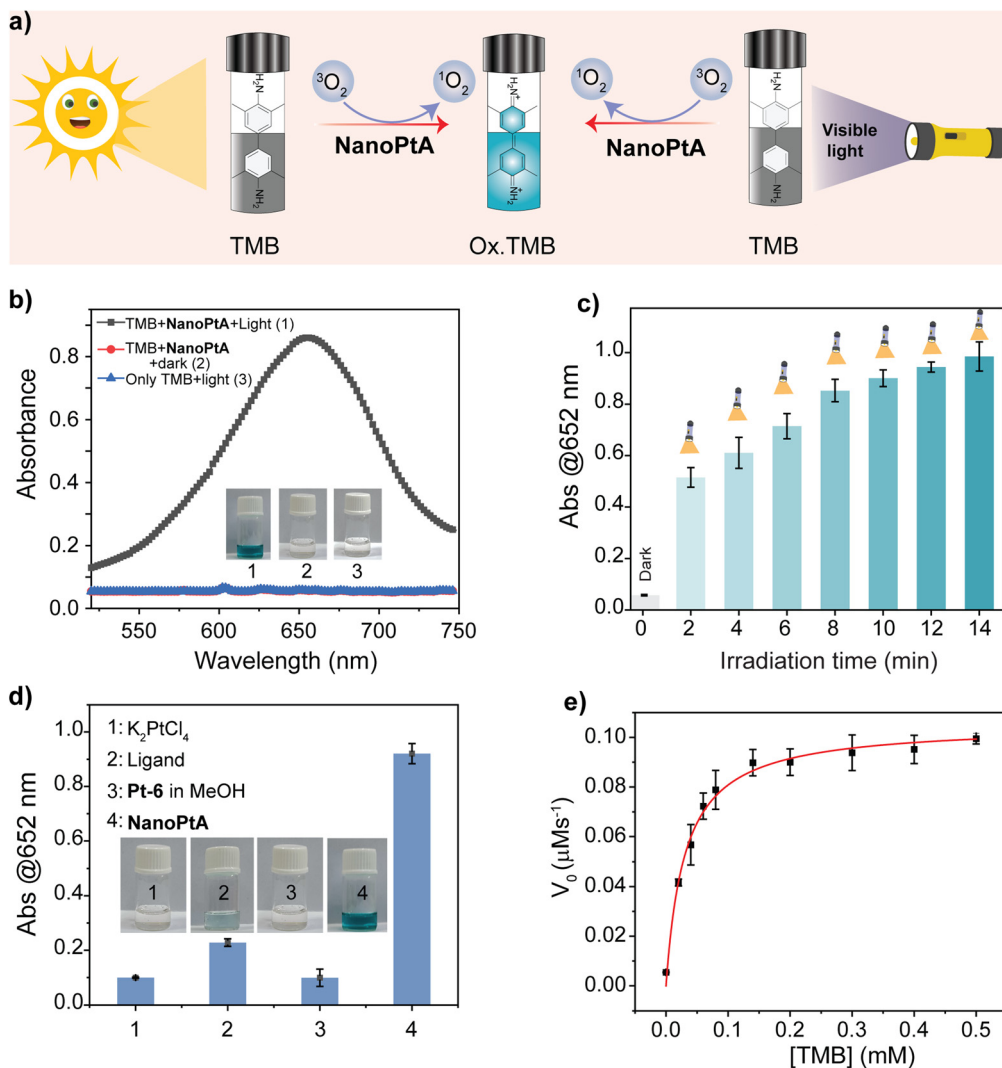 a)
H₂N
NH₂
TMB
³O₂
¹O₂
NanoPtA
H₂N⁺
NH₂⁺
Ox.TMB
¹O₂
³O₂
NanoPtA
H₂N
NH₂
TMB
Visible
light
b)
TMB+NanoPtA+Light (1)
TMB+NanoPtA
+dark (2)
Only TMB+light (3)
Absorbance
0.8
0.6
0.4
0.2
0.0
1 2 3
550 600 650 700 750
Wavelength (nm)
c)
Abs @652 nm
1.0
0.8
0.6
0.4
0.2
0.0
Dark
0 2 4 6 8 10 12 14
Irradiation time (min)
d)
1: K₂PtCl₄
2: Ligand
3: Pt-6 in MeOH
4: NanoPtA
Abs @652 nm
1.0
0.8
0.6
0.4
0.2
0.0
1 2 3 4
1 2 3 4
e)
V₀ (μMs⁻¹)
0.10
0.08
0.06
0.04
0.02
0.00
0.0 0.1 0.2 0.3 0.4 0.5
[TMB] (mM)